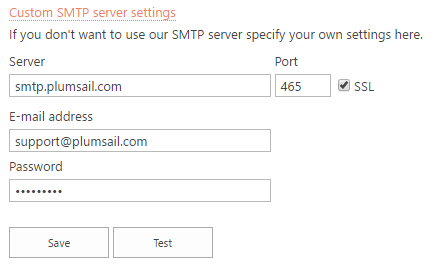 Custom SMTP server settings
If you don't want to use our SMTP server specify your own settings here.
Server Port
smtp.plumsail.com 465 SSL
E-mail address
support@plumsail.com
Password
•••••••••
Save Test